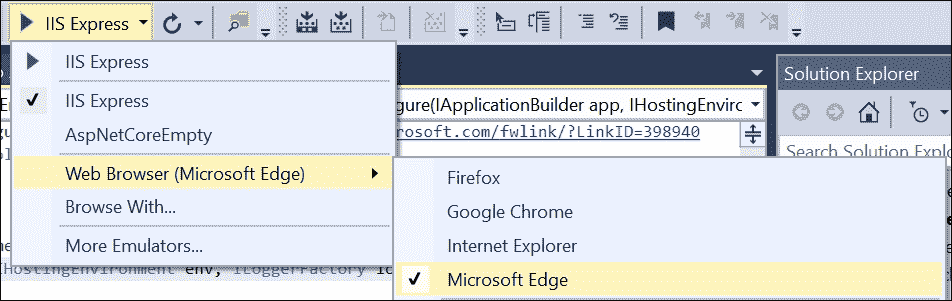 IIS Express
IIS Express
Solution Explorer
IIS Express
gure(IApplicationBuilder app, IHostingEnviro
AspNetCoreEmpty
rosoft.com/fwlink/?LinkID=398940
Search Solution Explo
Web Browser (Microsoft Edge)
Firefox
Browse With...
Google Chrome
More Emulators...
Internet Explorer
IHostingEnvironment env, ILoggerFactory lo
Microsoft Edge